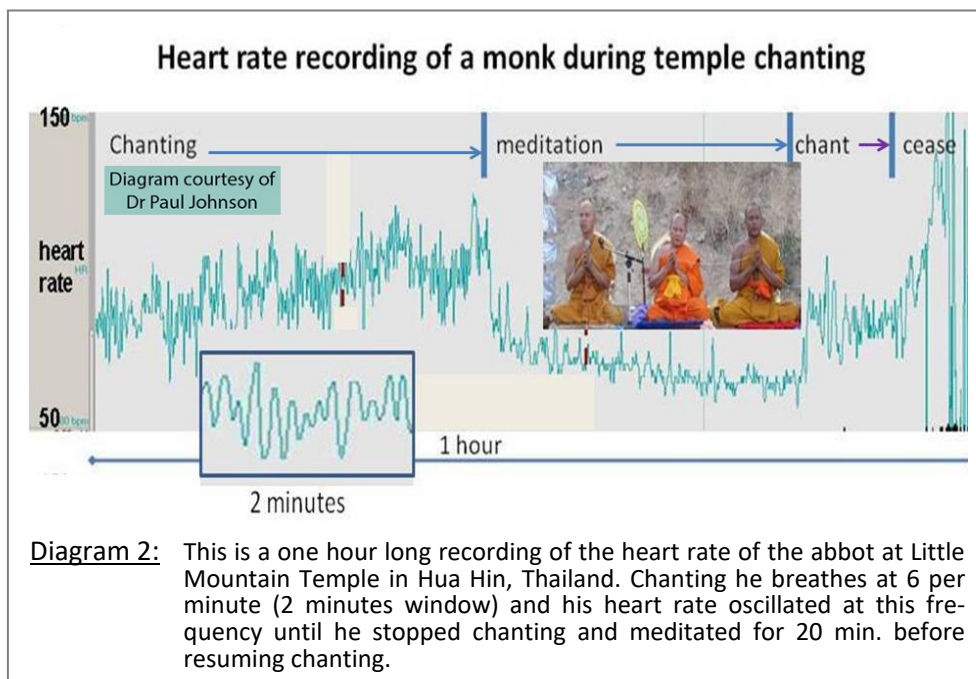 Heart rate recording of a monk during temple chanting
150 bpm
Chanting
meditation
chant
cease
Diagram courtesy of
Dr Paul Johnson
heart
rate
HR
50
bpm
1 hour
2 minutes
Diagram 2: This is a one hour long recording of the heart rate of the abbot at Little
Mountain Temple in Hua Hin, Thailand. Chanting he breathes at 6 per
minute (2 minutes window) and his heart rate oscillated at this fre-
quency until he stopped chanting and meditated for 20 min. before
resuming chanting.